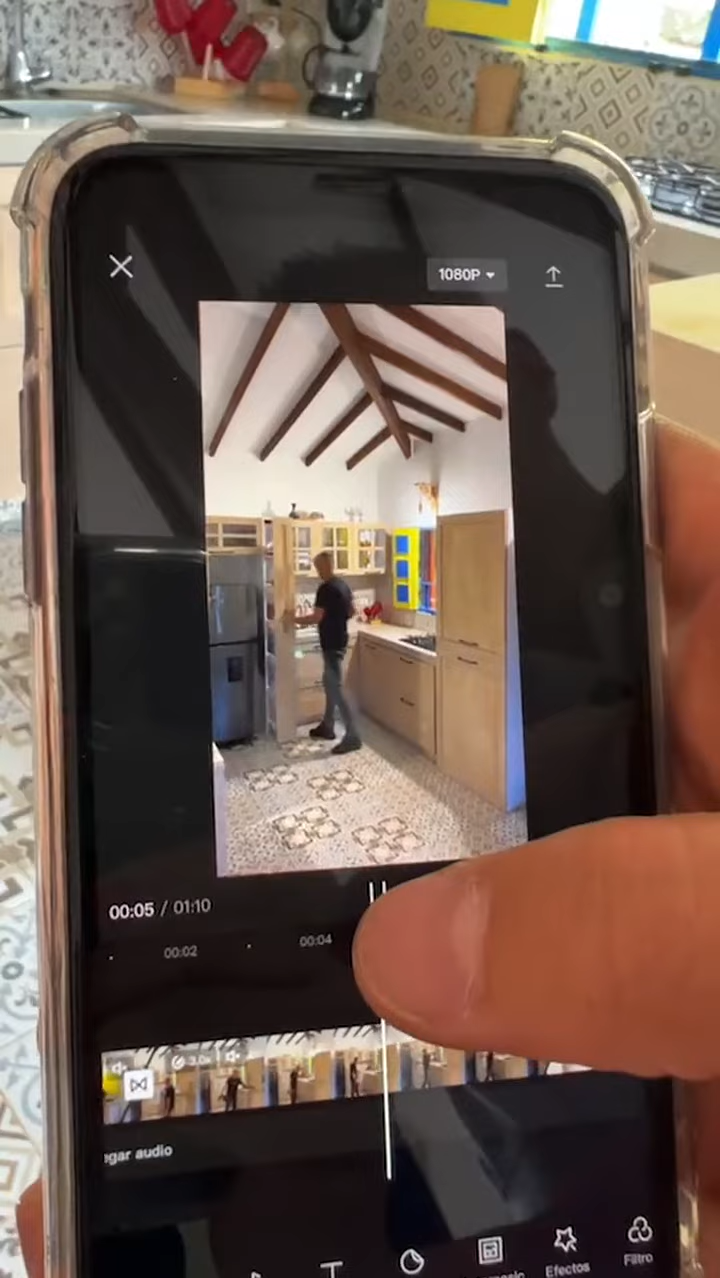 1080P
00:05 / 01:10
00:02
00:04
3.0x
egar audio
Efectos
Filtro